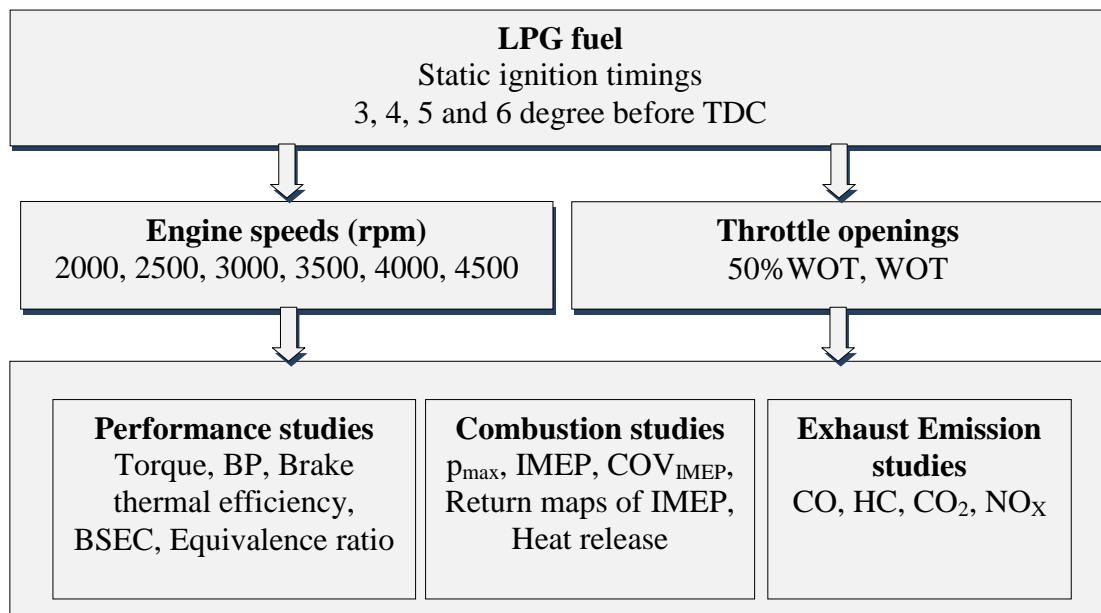 LPG fuel
Static ignition timings
3, 4, 5 and 6 degree before TDC
Engine speeds (rpm)
2000, 2500, 3000, 3500, 4000, 4500
Throttle openings
50% WOT, WOT
Performance studies
Torque, BP, Brake
thermal efficiency,
BSEC, Equivalence ratio
Combustion studies
pmax, IMEP, COVIMEP,
Return maps of IMEP,
Heat release
Exhaust Emission
studies
CO, HC, CO2, NOX